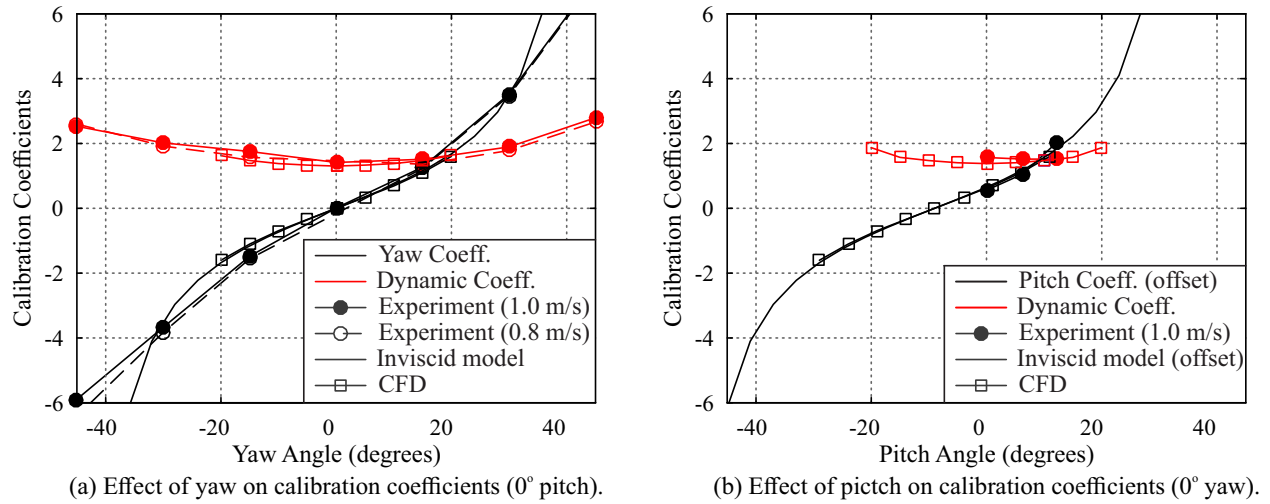 6
4
2
0
-2
-4
6
Calibration Coefficients
Yaw Coeff.
Dynamic Coeff.
Experiment (1.0 m/s)
Experiment (0.8 m/s)
Inviscid model
CFD
-40
-20
0
20
40
Yaw Angle (degrees)
(a) Effect of yaw on calibration coefficients (0° pitch).
6
4
2
0
-2
-4
-6
Calibration Coefficients
Pitch Coeff. (offset)
Dynamic Coeff.
Experiment (1.0 m/s)
Inviscid model (offset)
CFD
-40
-20
0
20
40
Pitch Angle (degrees)
(b) Effect of pictch on calibration coefficients (0° yaw).